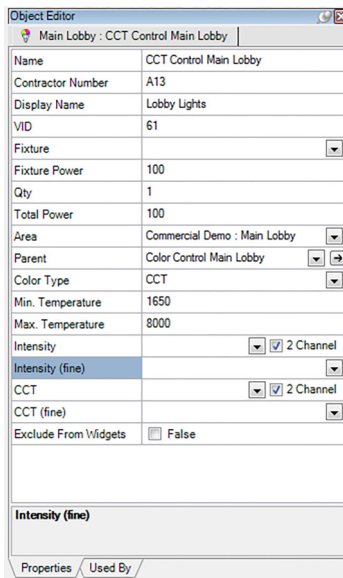 Object Editor
Main Lobby : CCT Control Main Lobby
Name CCT Control Main Lobby
Contractor Number A13
Display Name Lobby Lights
VID 61
Fixture
Fixture Power 100
Qty 1
Total Power 100
Area Commercial Demo : Main Lobby
Parent Color Control Main Lobby
Color Type CCT
Min. Temperature 1650
Max. Temperature 8000
Intensity 2 Channel
Intensity (fine)
CCT 2 Channel
CCT (fine)
Exclude From Widgets False
Intensity (fine)
Properties Used By